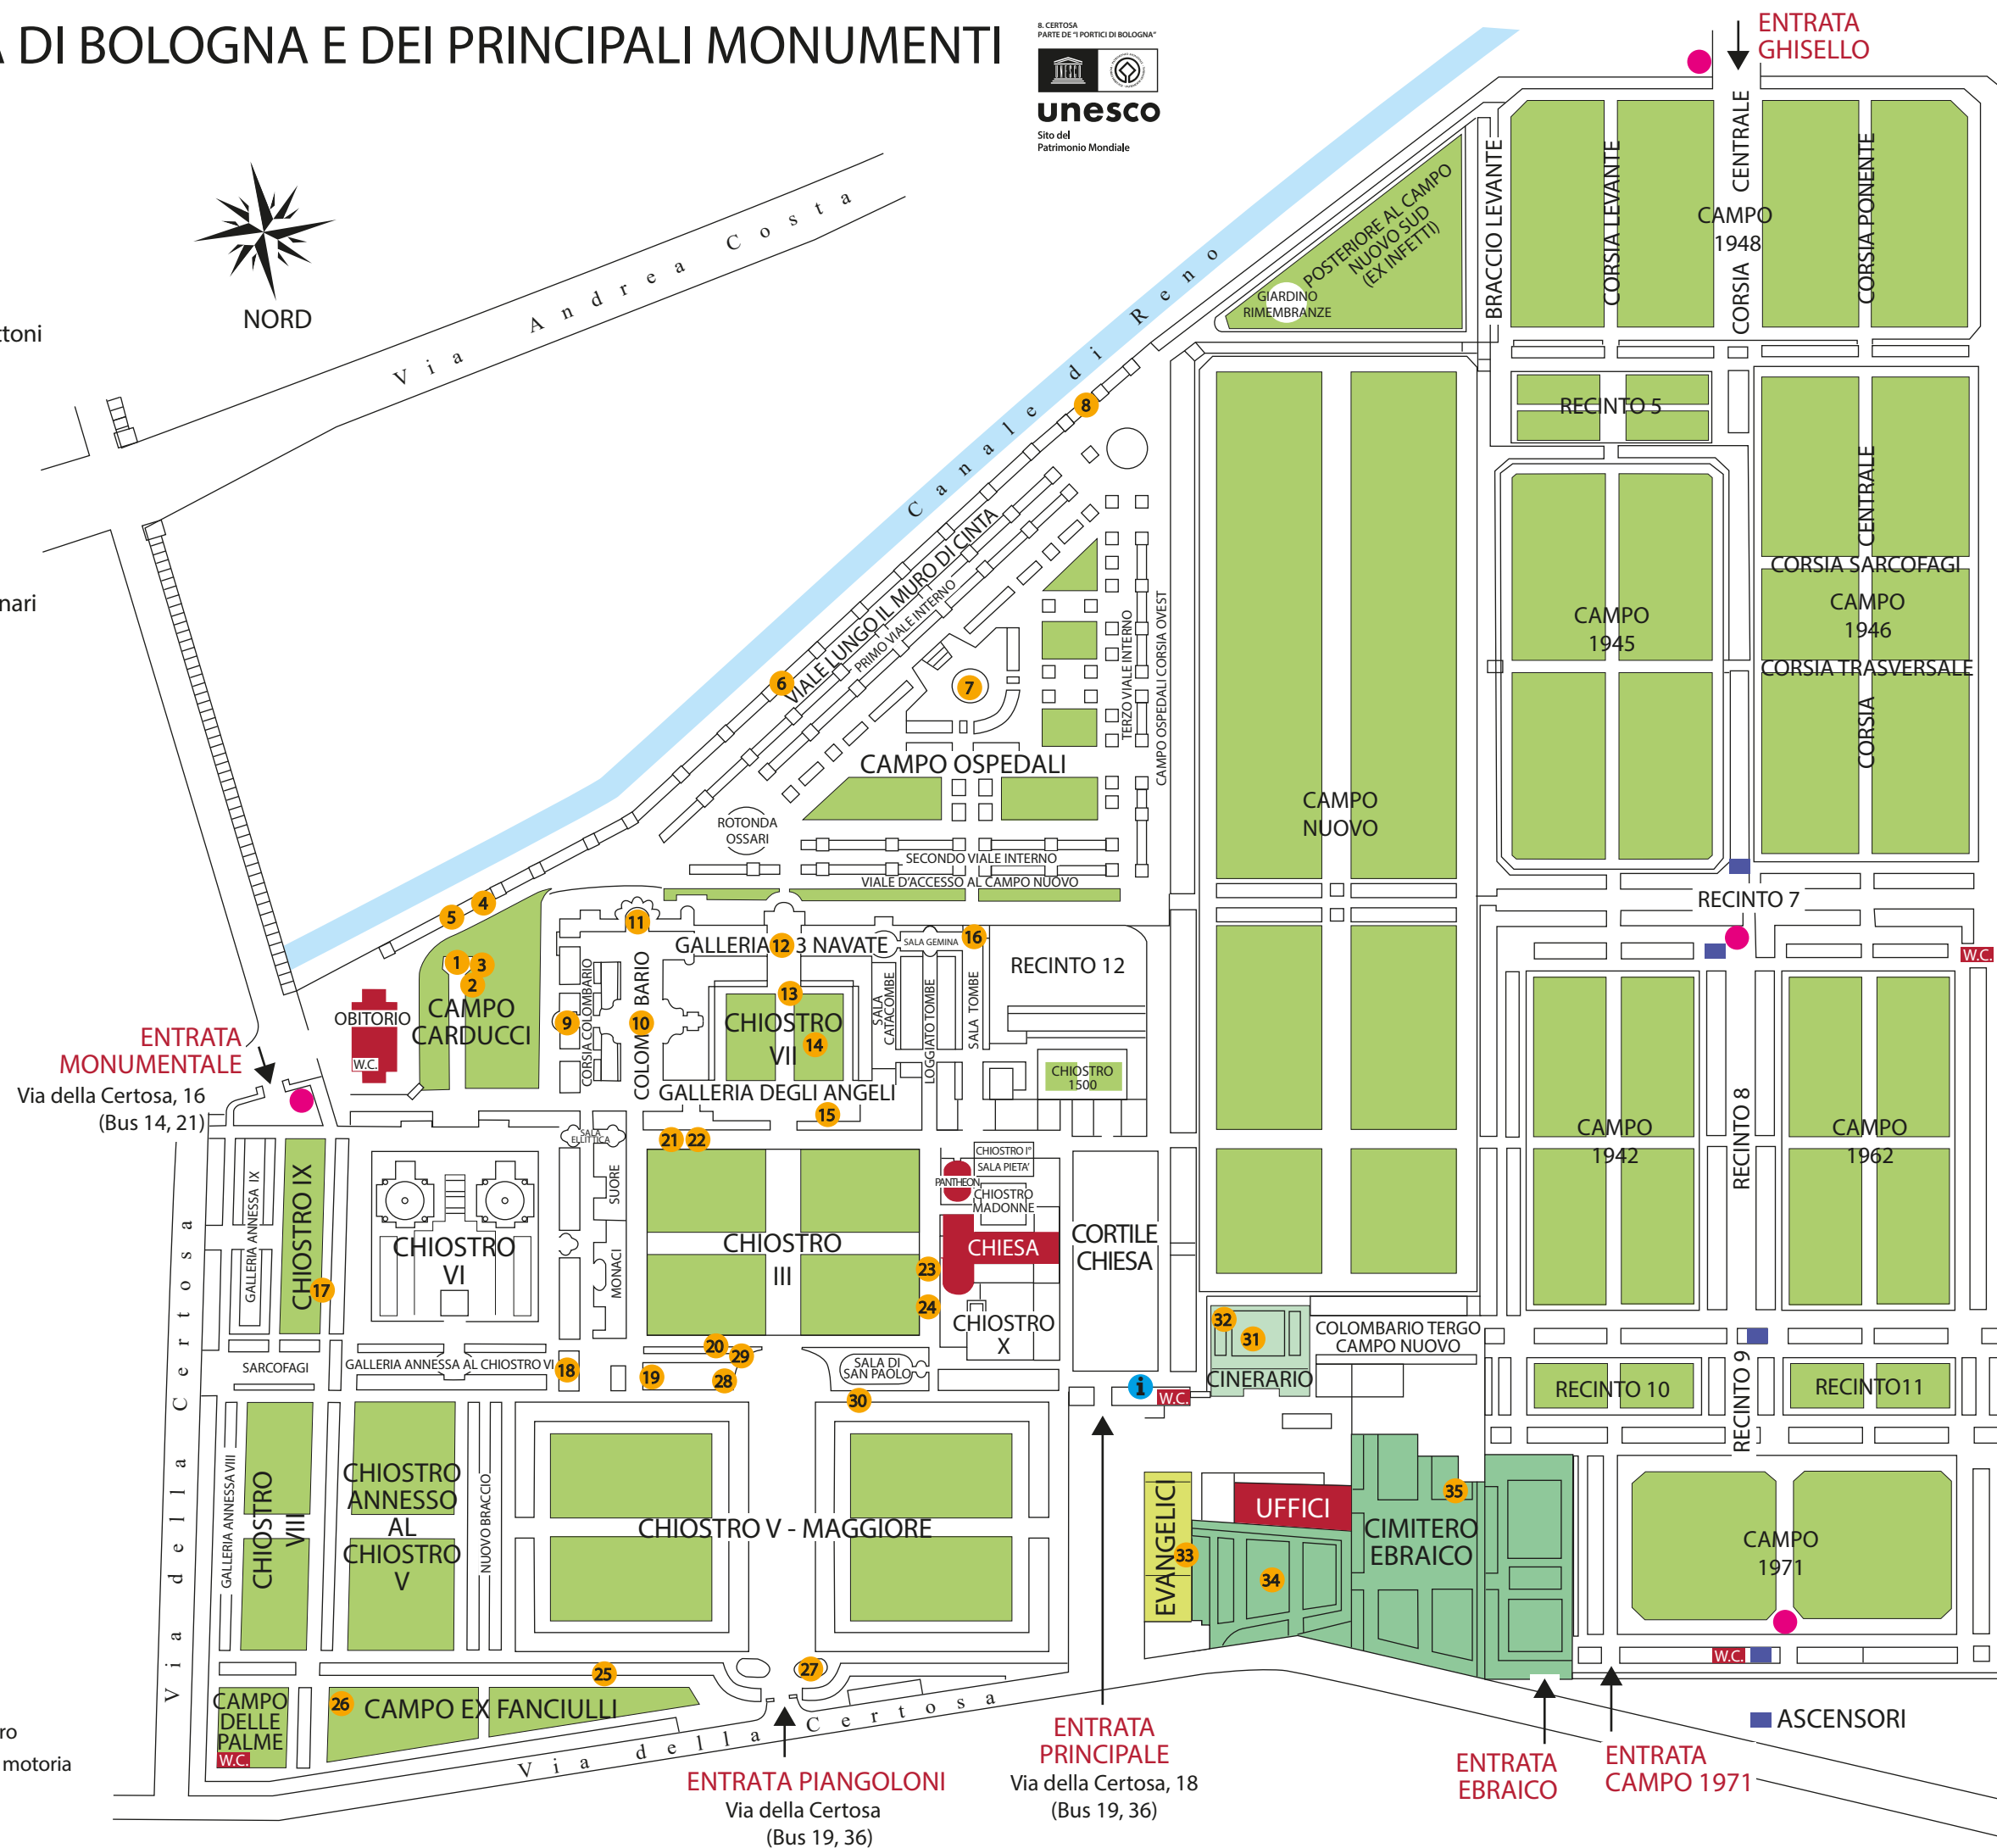 A DI BOLOGNA E DEI PRINCIPALI MONUMENTI
8. CERTOSA
PARTE DE "I PORTICI DI BOLOGNA"
unesco
Sito del
Patrimonio Mondiale
ENTRATA
GHISELLO
NORD
Via Andrea Costa
Canale di Reno
POSTERIORE AL CAMPO
NUOVO SUD
(EX INFETTI)
GIARDINO
RIMEMBRANZE
BRACCIO LEVANTE
CORSIA LEVANTE
CORSIA CENTRALE
CAMPO
1948
CORSIA PONENTE
ttoni
nari
8
RECINTO 5
CORSIA CENTRALE
CORSIA SARCOFAGI
CAMPO
1945
CAMPO
1946
CORSIA TRASVERSALE
VIALE LUNGO IL MURO DI CINTA
PRIMO VIALE INTERNO
6
7
TERZO VIALE INTERNO
CAMPO OSPEDALI CORSIA OVEST
CAMPO OSPEDALI
CAMPO
NUOVO
ROTONDA
OSSARI
SECONDO VIALE INTERNO
VIALE D'ACCESSO AL CAMPO NUOVO
RECINTO 7
W.C.
4
5
1
3
2
CAMPO
CARDUCCI
OBITORIO
W.C.
11
GALLERIA 12 3 NAVATE
SALA GEMINA
16
RECINTO 12
CORSIA COLOMBARIO
COLOMBARIO
9
10
13
CHIOSTRO
VII
14
SALA
CATACOMBE
LOGGIATO TOMBE
SALA TOMBE
CHIOSTRO
1500
GALLERIA DEGLI ANGELI
15
ENTRATA
MONUMENTALE
Via della Certosa, 16
(Bus 14, 21)
SALA
ELLITTICA
21
22
SUORE
MONACI
CHIOSTRO I°
SALA PIETA'
PANTHEON
CHIOSTRO
MADONNE
CHIESA
CORTILE
CHIESA
GALLERIA ANNESSA IX
CHIOSTRO IX
17
CHIOSTRO
VI
CHIOSTRO
III
23
24
CHIOSTRO
X
CAMPO
1942
RECINTO 8
CAMPO
1962
32
31
CINERARIO
COLOMBARIO TERGO
CAMPO NUOVO
SARCOFAGI
GALLERIA ANNESSA AL CHIOSTRO VI
18
19
20
29
28
SALA DI
SAN PAOLO
30
i
W.C.
RECINTO 9
RECINTO 10
RECINTO11
Via della Certosa
GALLERIA ANNESSA VIII
CHIOSTRO
VIII
CHIOSTRO
ANNESSO
AL
CHIOSTRO
V
NUOVO BRACCIO
CHIOSTRO V - MAGGIORE
EVANGELICI
33
UFFICI
34
CIMITERO
EBRAICO
35
CAMPO
1971
W.C.
25
27
26
CAMPO
DELLE
PALME
W.C.
CAMPO EX FANCIULLI
Via della Certosa
ENTRATA PIANGOLONI
Via della Certosa
(Bus 19, 36)
ENTRATA
PRINCIPALE
Via della Certosa, 18
(Bus 19, 36)
ENTRATA
EBRAICO
ENTRATA
CAMPO 1971
ASCENSORI
ro
motoria